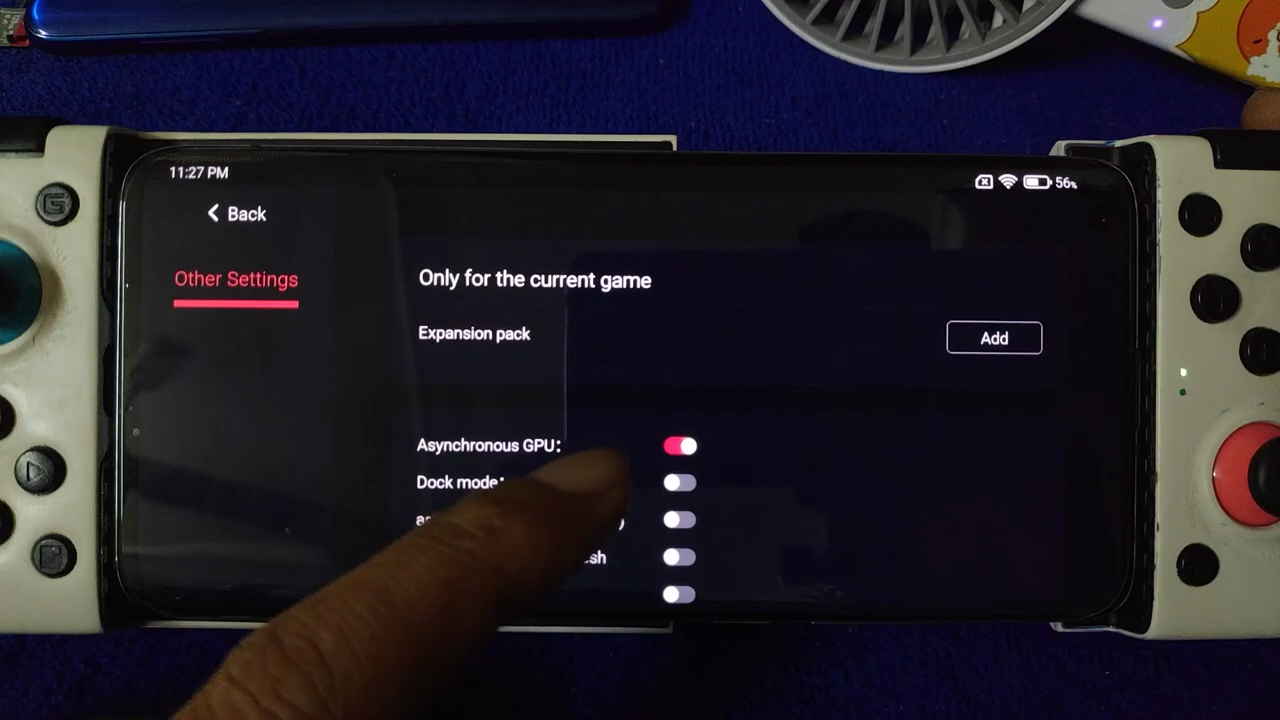 11:27 PM
56%
Back
Other Settings
Only for the current game
Expansion pack
Add
Asynchronous GPU:
Dock mode: